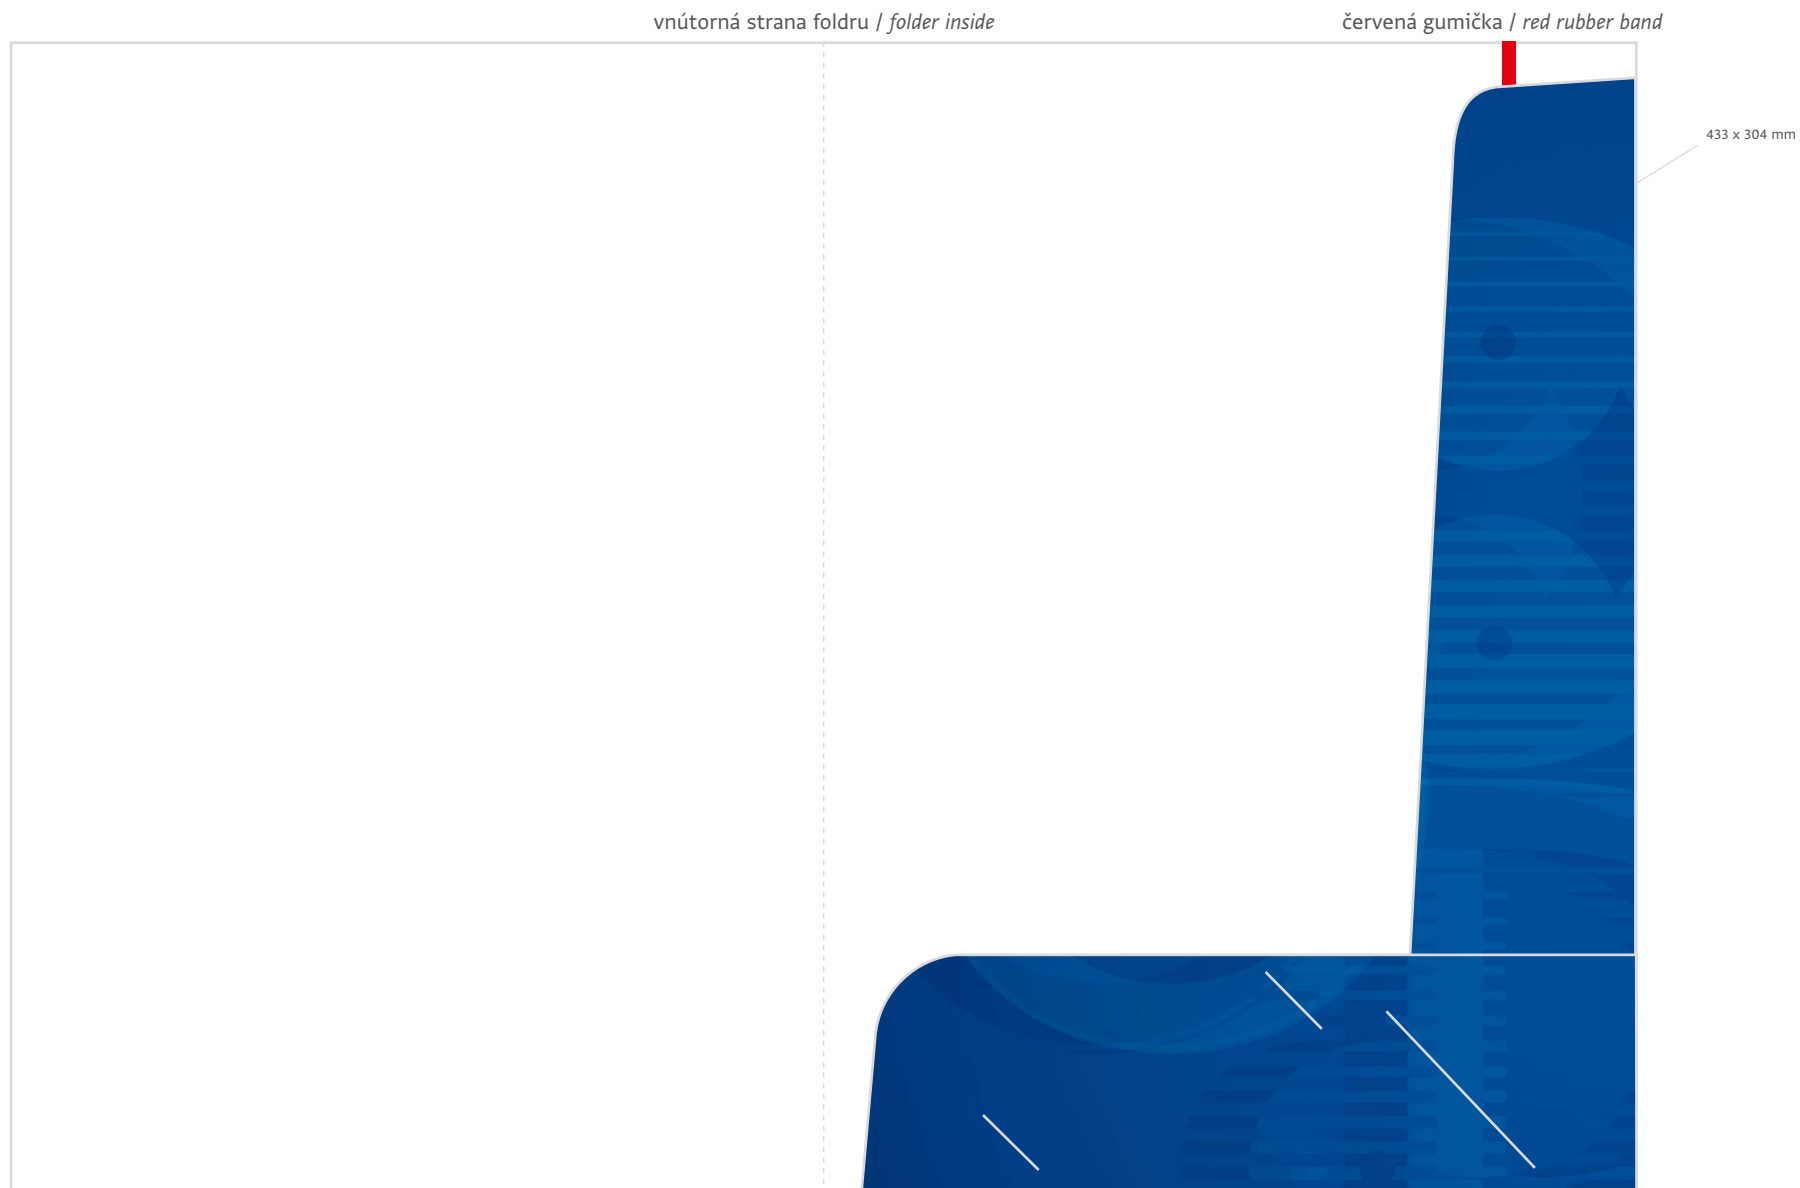 vnútorná strana foldru / folder inside
červená gumička / red rubber band
433 x 304 mm